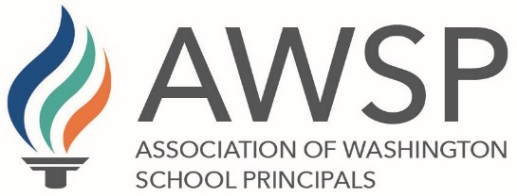 AWSP
ASSOCIATION OF WASHINGTON
SCHOOL PRINCIPALS